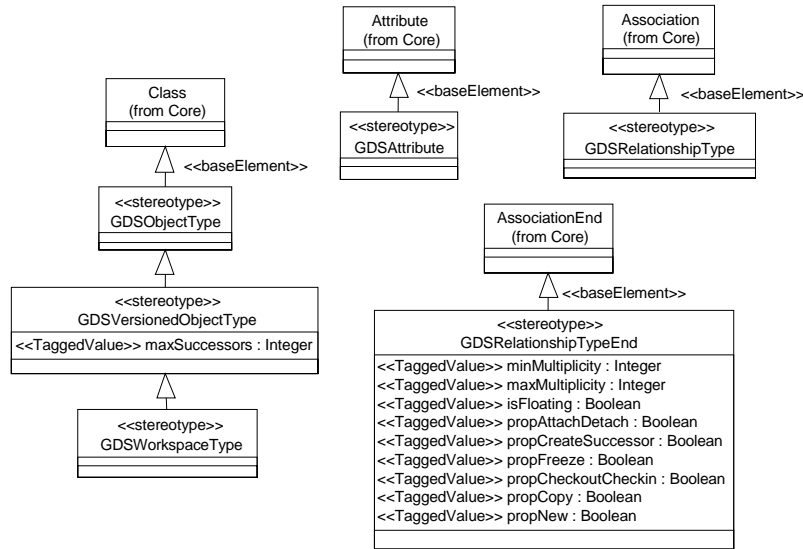 Attribute
(from Core)
<<baseElement>>
<<stereotype>>
GDSAttribute
Association
(from Core)
<<baseElement>>
<<stereotype>>
GDSRelationshipType
Class
(from Core)
<<baseElement>>
<<stereotype>>
GDSObjectType
<<stereotype>>
GDSVersionedObjectType
<<TaggedValue>> maxSuccessors : Integer
<<stereotype>>
GDSWorkspaceType
AssociationEnd
(from Core)
<<baseElement>>
<<stereotype>>
GDSRelationshipTypeEnd
<<TaggedValue>> minMultiplicity : Integer
<<TaggedValue>> maxMultiplicity : Integer
<<TaggedValue>> isFloating : Boolean
<<TaggedValue>> propAttachDetach : Boolean
<<TaggedValue>> propCreateSuccessor : Boolean
<<TaggedValue>> propFreeze : Boolean
<<TaggedValue>> propCheckoutCheckin : Boolean
<<TaggedValue>> propCopy : Boolean
<<TaggedValue>> propNew : Boolean